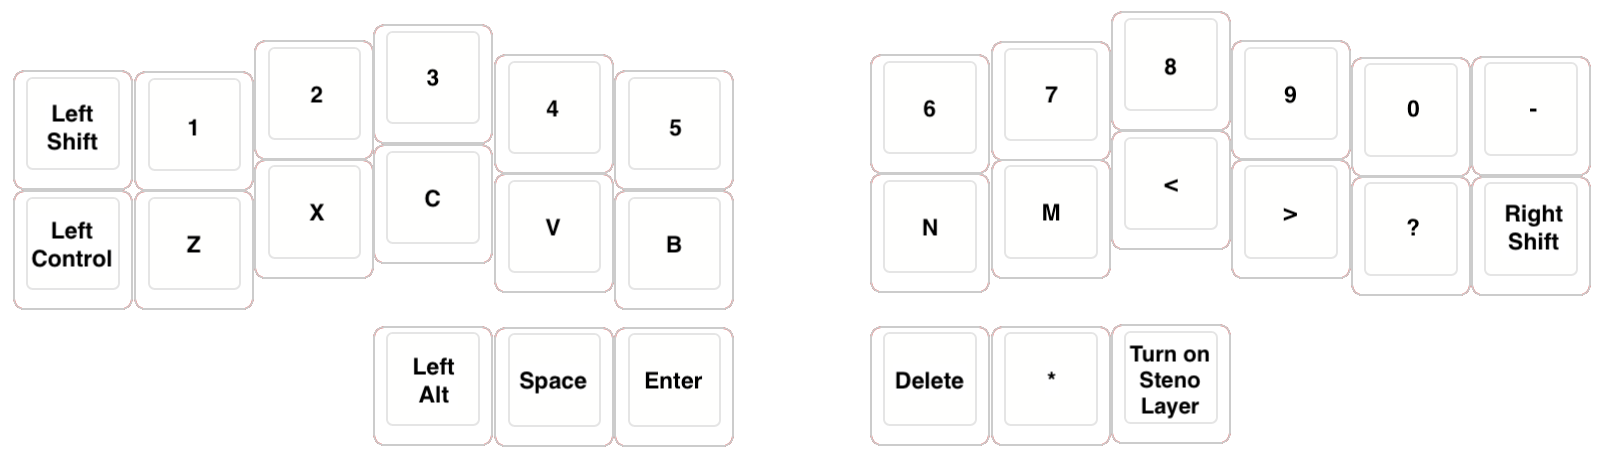 Left
Shift
1
2
3
4
5
6
7
8
9
0
-
Left
Control
Z
X
C
V
B
N
M
<
>
?
Right
Shift
Left
Alt
Space
Enter
Delete
*
Turn on
Steno
Layer